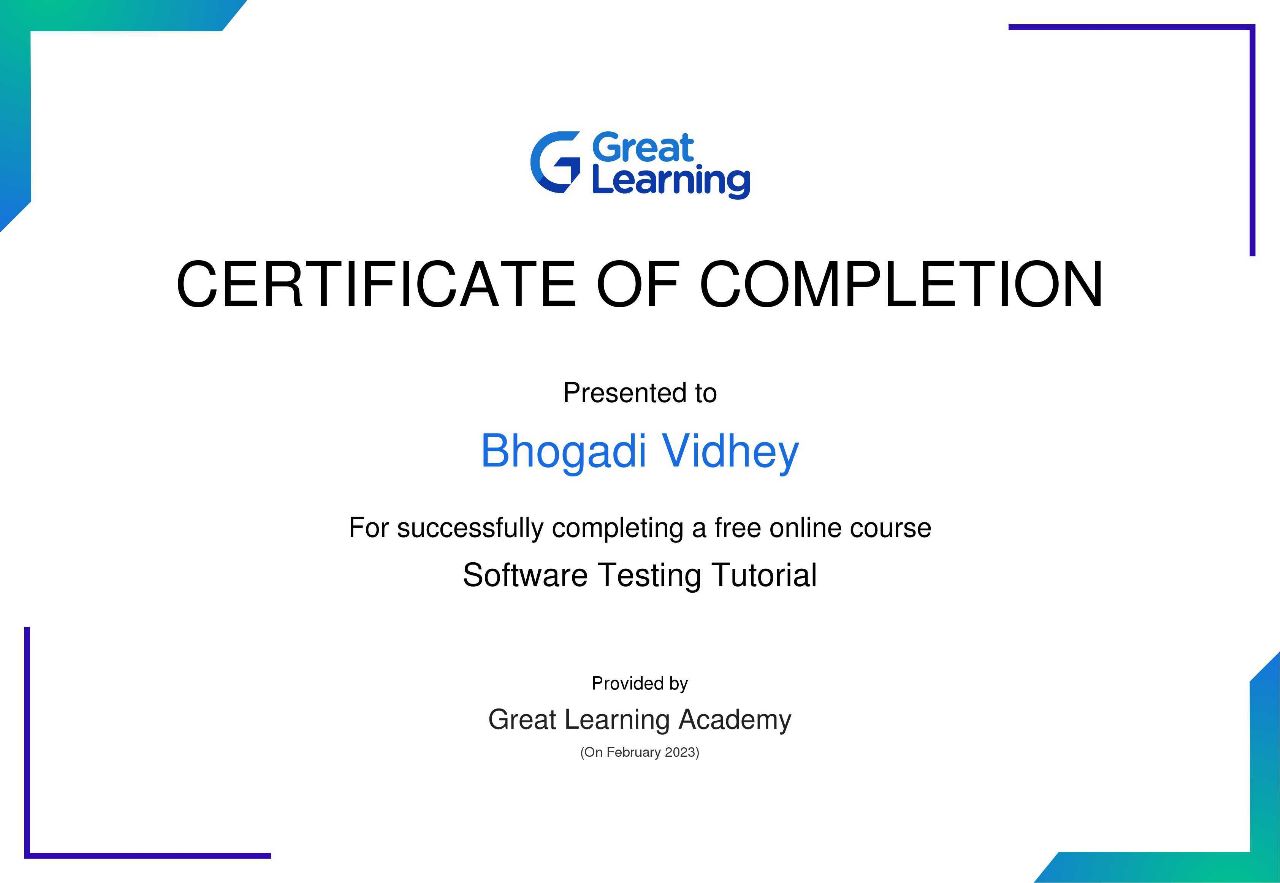 Great
Learning
CERTIFICATE OF COMPLETION
Presented to
Bhogadi Vidhey
For successfully completing a free online course
Software Testing Tutorial
Provided by
Great Learning Academy
(On February 2023)